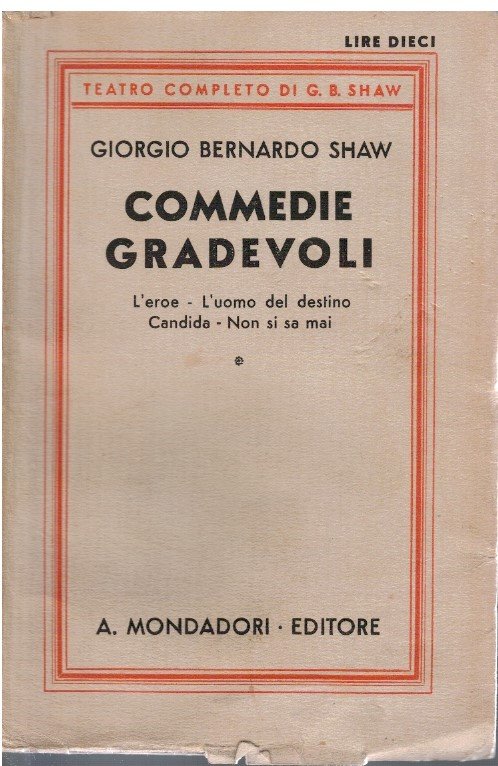 LIRE DIECI
TEATRO COMPLETO DI G. B. SHAW
GIORGIO BERNARDO SHAW
COMMEDIE
GRADEVOLI
L'eroe - L'uomo del destino
Candida - Non si sa mai
A. MONDADORI · EDITORE